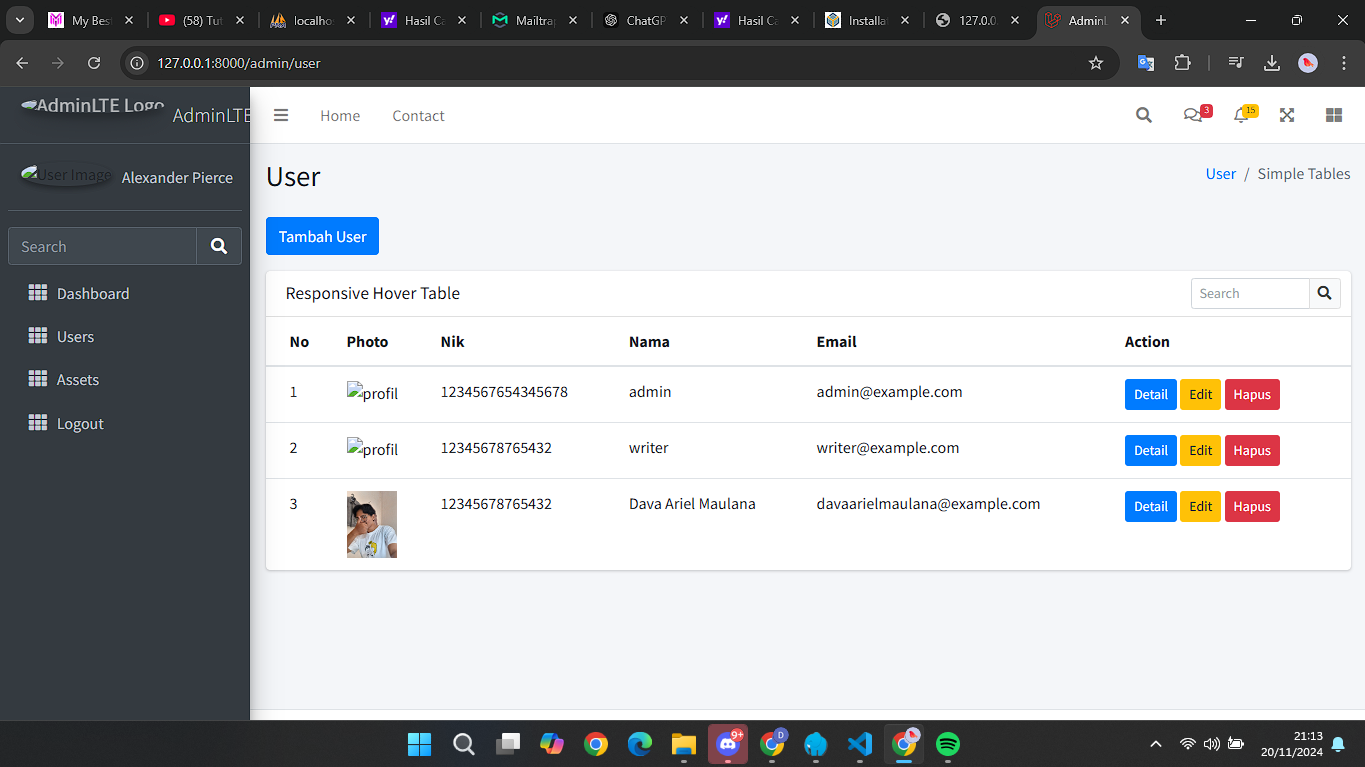 My Bes
(58) Tut
localho
Hasil Ca
Mailtrap
ChatGP
Hasil Ca
Installat
127.0.0.
AdminL
127.0.0.1:8000/admin/user
AdminLTE Logo AdminLTE
Home Contact 3 15
User Image Alexander Pierce
User
User / Simple Tables
Tambah User
Search
Dashboard
Users
Assets
Logout
Responsive Hover Table Search
No Photo Nik Nama Email Action
1 profil 1234567654345678 admin admin@example.com Detail Edit Hapus
2 profil 12345678765432 writer writer@example.com Detail Edit Hapus
3 12345678765432 Dava Ariel Maulana davaarielmaulana@example.com Detail Edit Hapus
9+ D
21:13
20/11/2024